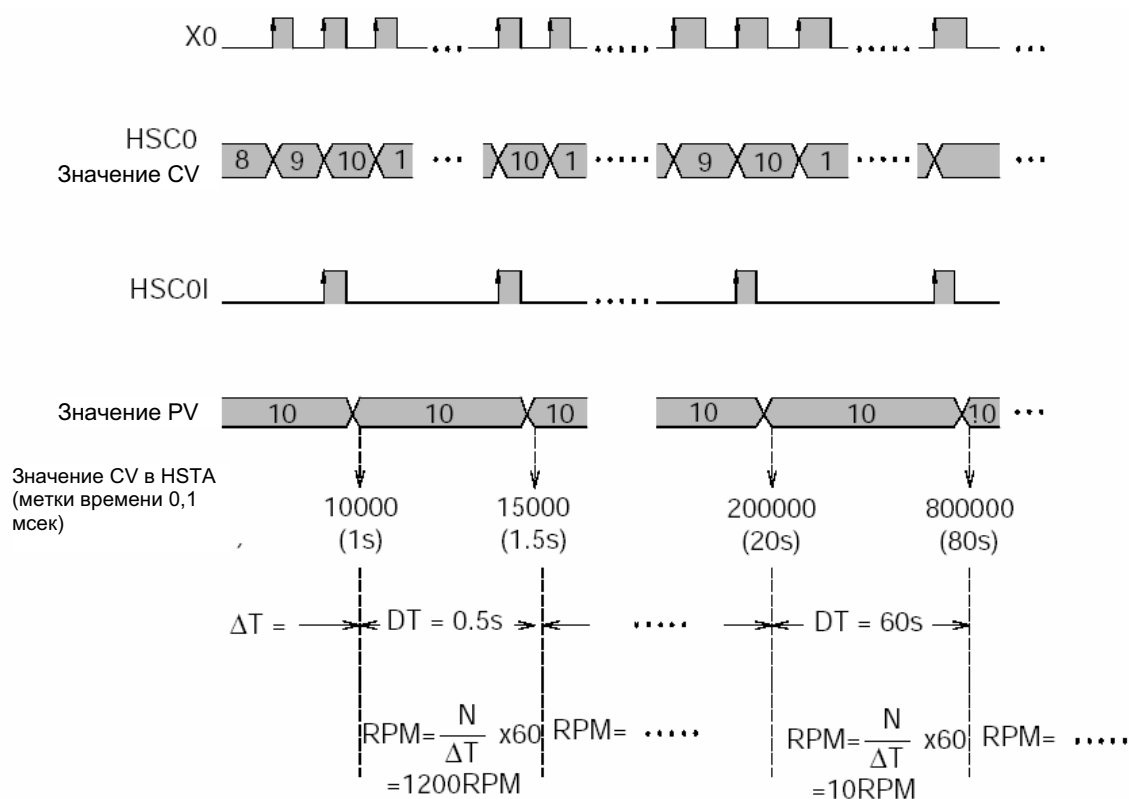 X0
HSC0
Значение CV
8 9 10 1 ... 10 1 ...... 9 10 1 ..... ...
HSC0I
Значение PV
10 10 10 10 10 10 ...
Значение CV в HSTA
(метки времени 0,1
мсек)
10000 15000 200000 800000
(1s) (1.5s) (20s) (80s)
ΔT = DT = 0.5s ..... DT = 60s
RPM= N/ΔT x60 RPM= ..... RPM= N/ΔT x60 RPM= .....
=1200RPM =10RPM